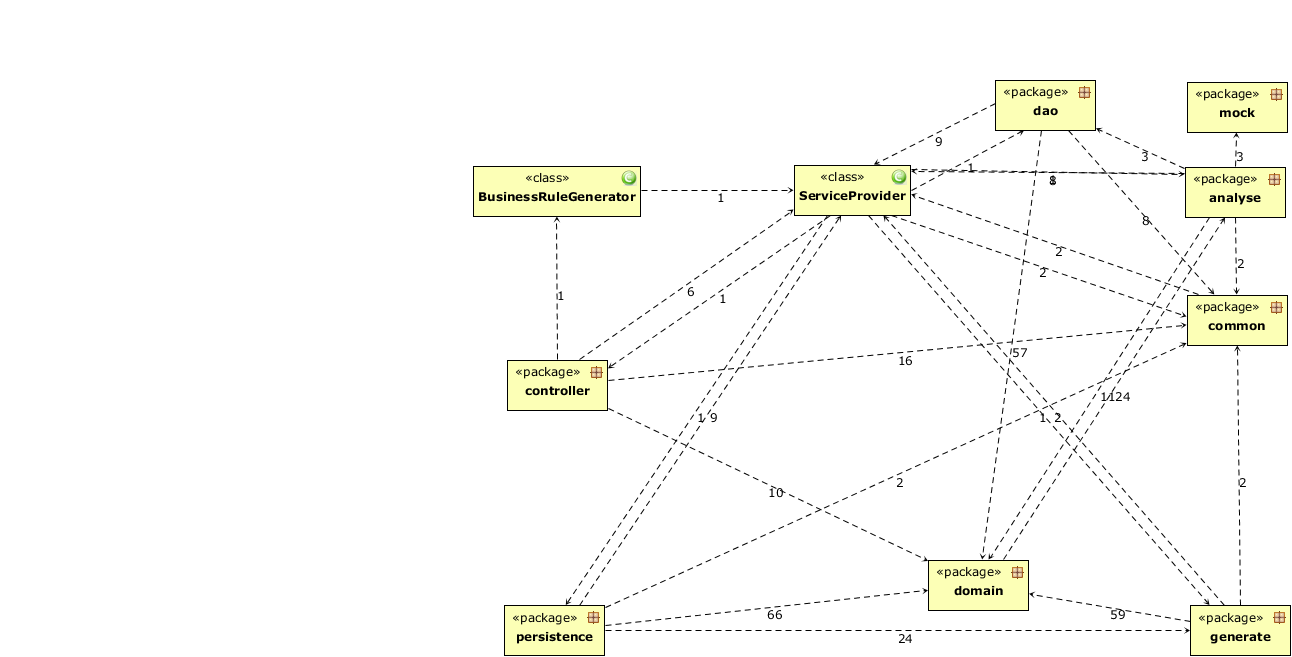 «package»
dao
«package»
mock
9
1
3
3
«class»
BusinessRuleGenerator
1
«class»
ServiceProvider
8
«package»
analyse
8
2
2
2
1
6
1
«package»
common
57
16
«package»
controller
1124
1 9
1 2
2
2
10
«package»
domain
66
59
24
«package»
persistence
«package»
generate